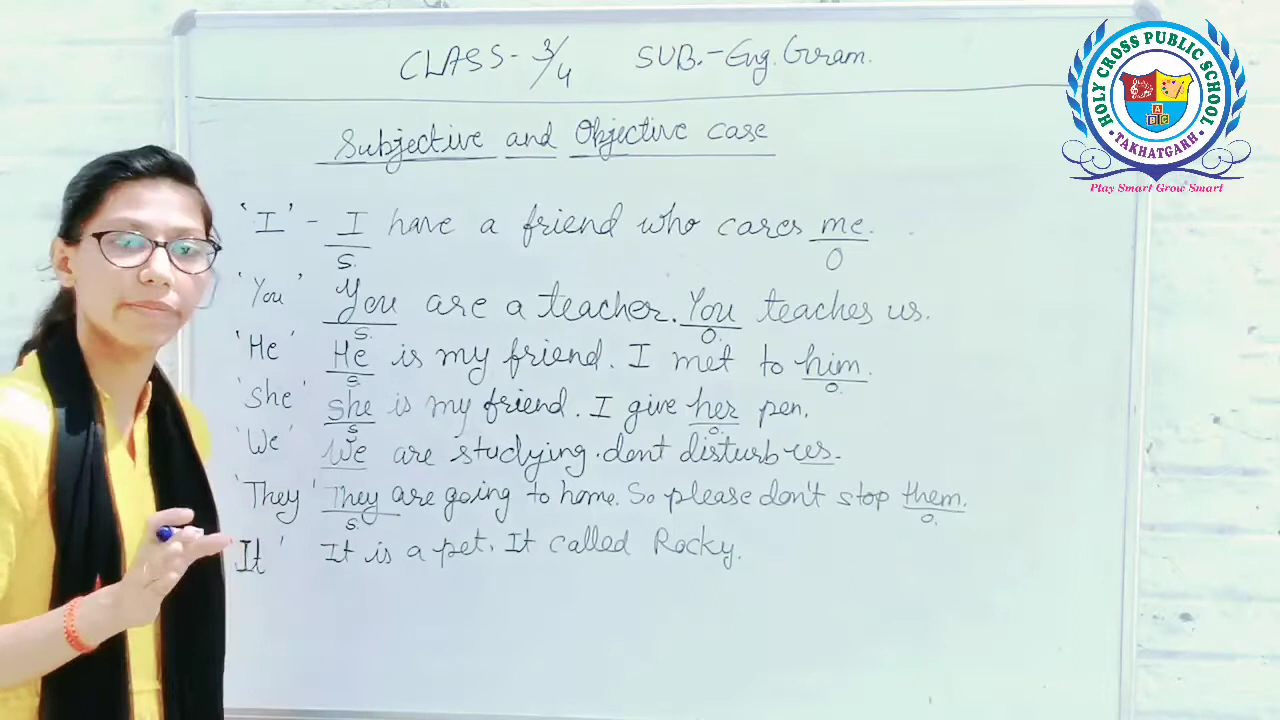 CLASS - 3/4 SUB.- Eng. Gram.
Subjective and Objective case
'I' - I have a friend who cares me.
S. O
'You' You are a teacher. You teaches us.
S. O.
'He' He is my friend. I met to him.
S. O.
'She' She is my friend. I give her pen.
S O.
'We' We are studying. dont disturb us.
'They' They are going to home. So please don't stop them.
S. O.
'It' It is a pet. It called Rocky.
HOLY CROSS PUBLIC SCHOOL
• TAKHATGARH •
A
B C
Play Smart Grow Smart